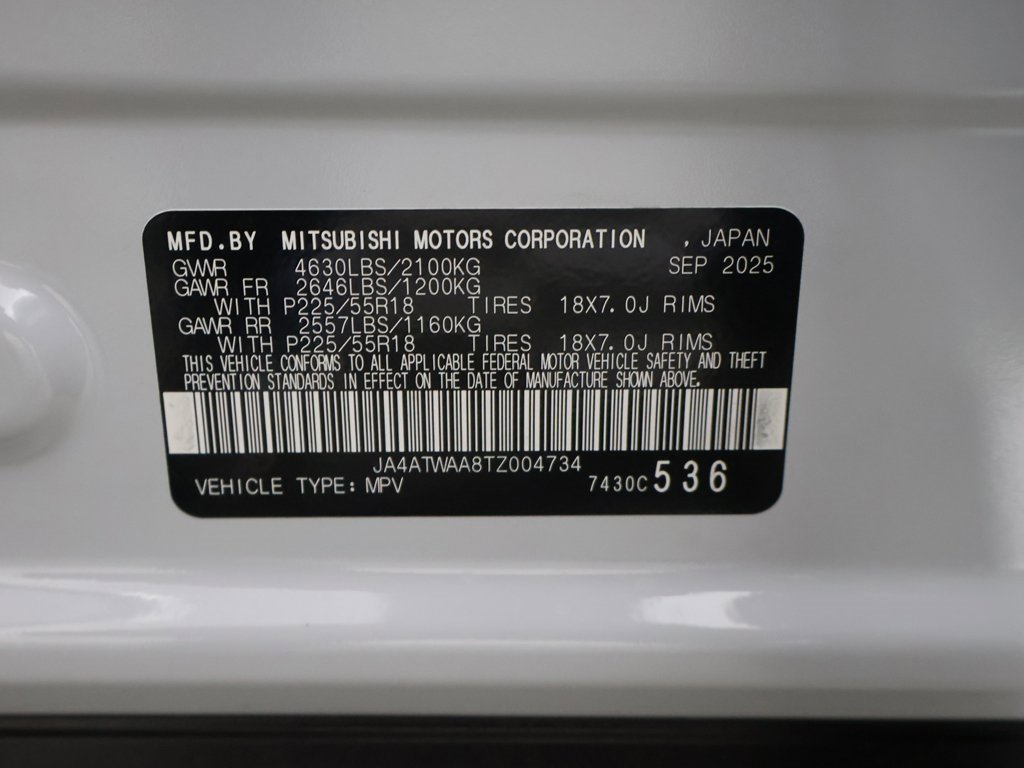 MFD.BY MITSUBISHI MOTORS CORPORATION , JAPAN
GVWR 4630LBS/2100KG SEP 2025
GAWR FR 2646LBS/1200KG
WITH P225/55R18 TIRES 18X7.0J RIMS
GAWR RR 2557LBS/1160KG
WITH P225/55R18 TIRES 18X7.0J RIMS
THIS VEHICLE CONFORMS TO ALL APPLICABLE FEDERAL MOTOR VEHICLE SAFETY AND THEFT
PREVENTION STANDARDS IN EFFECT ON THE DATE OF MANUFACTURE SHOWN ABOVE.
JA4ATWAA8TZ004734
VEHICLE TYPE: MPV 7430C536